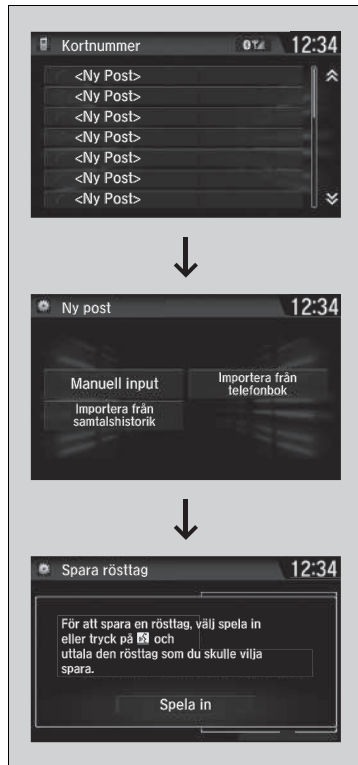 Kortnummer 12:34
<Ny Post>
<Ny Post>
<Ny Post>
<Ny Post>
<Ny Post>
<Ny Post>
<Ny Post>
Ny post 12:34
Manuell input
Importera från
telefonbok
Importera från
samtalshistorik
Spara rösttag 12:34
För att spara en rösttag, välj spela in
eller tryck på och
uttala den rösttag som du skulle vilja
spara.
Spela in